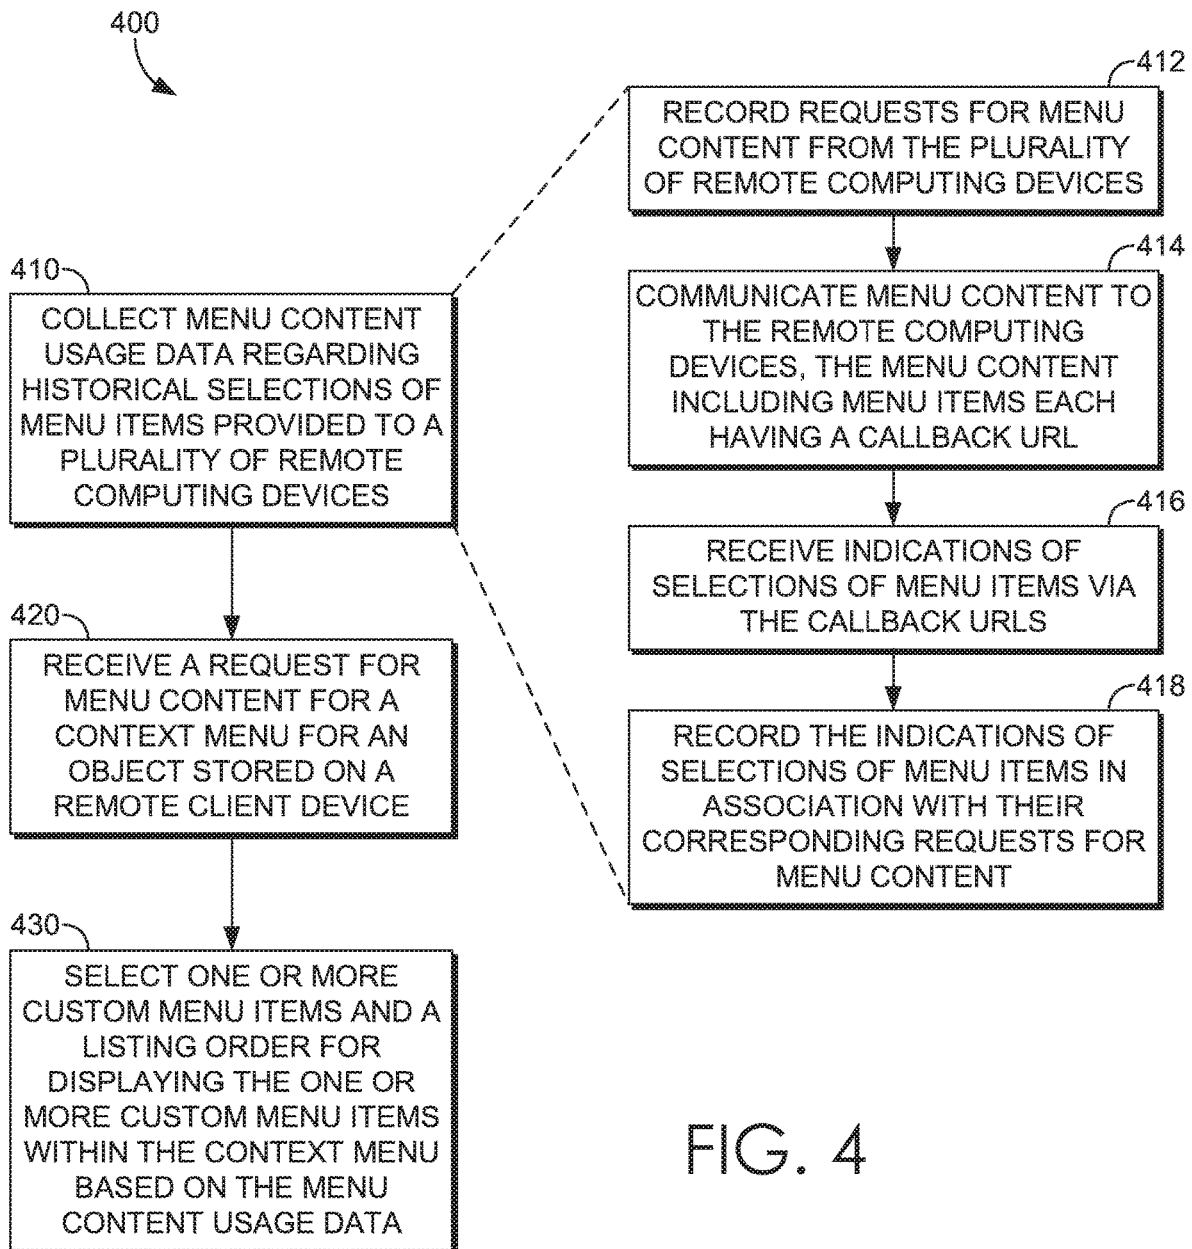 400
410
COLLECT MENU CONTENT
USAGE DATA REGARDING
HISTORICAL SELECTIONS OF
MENU ITEMS PROVIDED TO A
PLURALITY OF REMOTE
COMPUTING DEVICES
420
RECEIVE A REQUEST FOR
MENU CONTENT FOR A
CONTEXT MENU FOR AN
OBJECT STORED ON A
REMOTE CLIENT DEVICE
430
SELECT ONE OR MORE
CUSTOM MENU ITEMS AND A
LISTING ORDER FOR
DISPLAYING THE ONE OR
MORE CUSTOM MENU ITEMS
WITHIN THE CONTEXT MENU
BASED ON THE MENU
CONTENT USAGE DATA
412
RECORD REQUESTS FOR MENU
CONTENT FROM THE PLURALITY
OF REMOTE COMPUTING DEVICES
414
COMMUNICATE MENU CONTENT TO
THE REMOTE COMPUTING
DEVICES, THE MENU CONTENT
INCLUDING MENU ITEMS EACH
HAVING A CALLBACK URL
416
RECEIVE INDICATIONS OF
SELECTIONS OF MENU ITEMS VIA
THE CALLBACK URLS
418
RECORD THE INDICATIONS OF
SELECTIONS OF MENU ITEMS IN
ASSOCIATION WITH THEIR
CORRESPONDING REQUESTS FOR
MENU CONTENT
FIG. 4